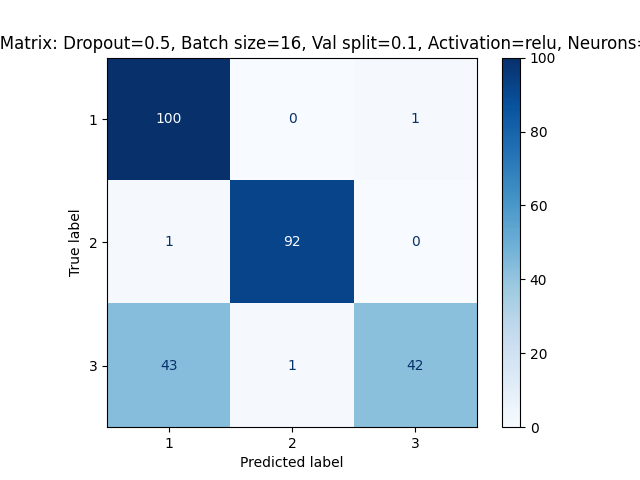 Matrix: Dropout=0.5, Batch size=16, Val split=0.1, Activation=relu, Neurons=
100 0 1
1 92 0
43 1 42
1
2
3
True label
1 2 3
Predicted label
100
80
60
40
20
0